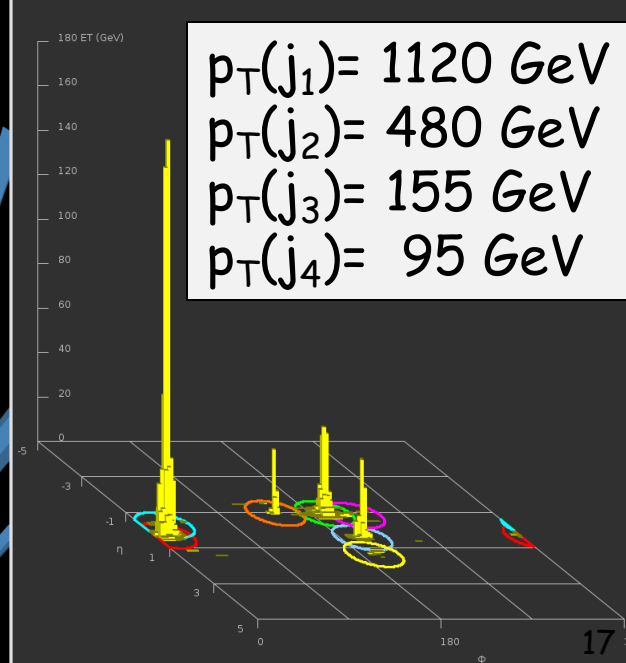 180 ET (GeV)
160
140
120
100
80
60
40
20
0
pT(j1)= 1120 GeV
pT(j2)= 480 GeV
pT(j3)= 155 GeV
pT(j4)= 95 GeV
-5
-3
-1
η
1
3
5
0
180
Φ
17